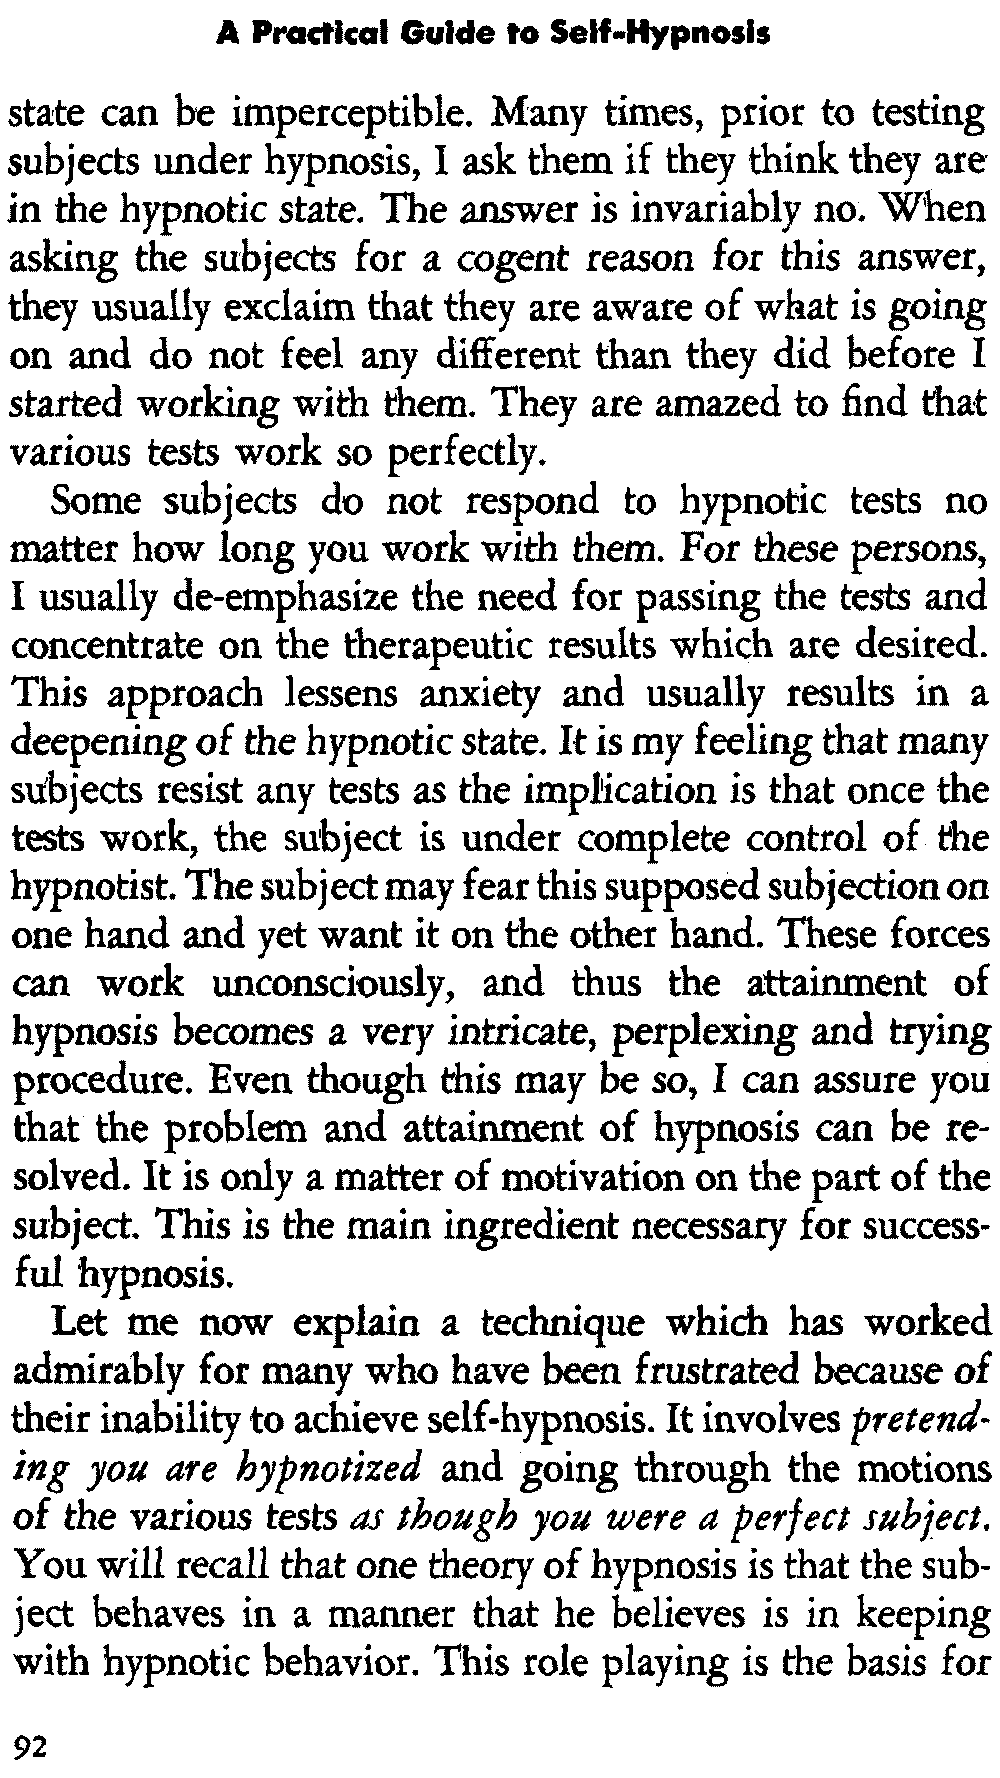 A Practical Guide to Self-Hypnosis
state can be imperceptible. Many times, prior to testing
subjects under hypnosis, I ask them if they think they are
in the hypnotic state. The answer is invariably no. When
asking the subjects for a cogent reason for this answer,
they usually exclaim that they are aware of what is going
on and do not feel any different than they did before I
started working with them. They are amazed to find that
various tests work so perfectly.
Some subjects do not respond to hypnotic tests no
matter how long you work with them. For these persons,
I usually de-emphasize the need for passing the tests and
concentrate on the therapeutic results which are desired.
This approach lessens anxiety and usually results in a
deepening of the hypnotic state. It is my feeling that many
subjects resist any tests as the implication is that once the
tests work, the subject is under complete control of the
hypnotist. The subject may fear this supposed subjection on
one hand and yet want it on the other hand. These forces
can work unconsciously, and thus the attainment of
hypnosis becomes a very intricate, perplexing and trying
procedure. Even though this may be so, I can assure you
that the problem and attainment of hypnosis can be re-
solved. It is only a matter of motivation on the part of the
subject. This is the main ingredient necessary for success-
ful hypnosis.
Let me now explain a technique which has worked
admirably for many who have been frustrated because of
their inability to achieve self-hypnosis. It involves pretend-
ing you are hypnotized and going through the motions
of the various tests as though you were a perfect subject.
You will recall that one theory of hypnosis is that the sub-
ject behaves in a manner that he believes is in keeping
with hypnotic behavior. This role playing is the basis for
92